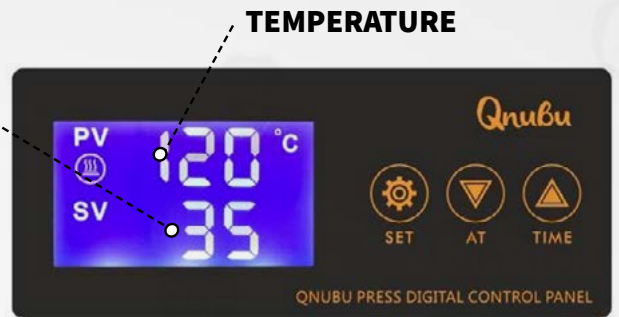 TEMPERATURE
Qnubu
PV 120 °C
SV 35
SET AT TIME
QNUBU PRESS DIGITAL CONTROL PANEL